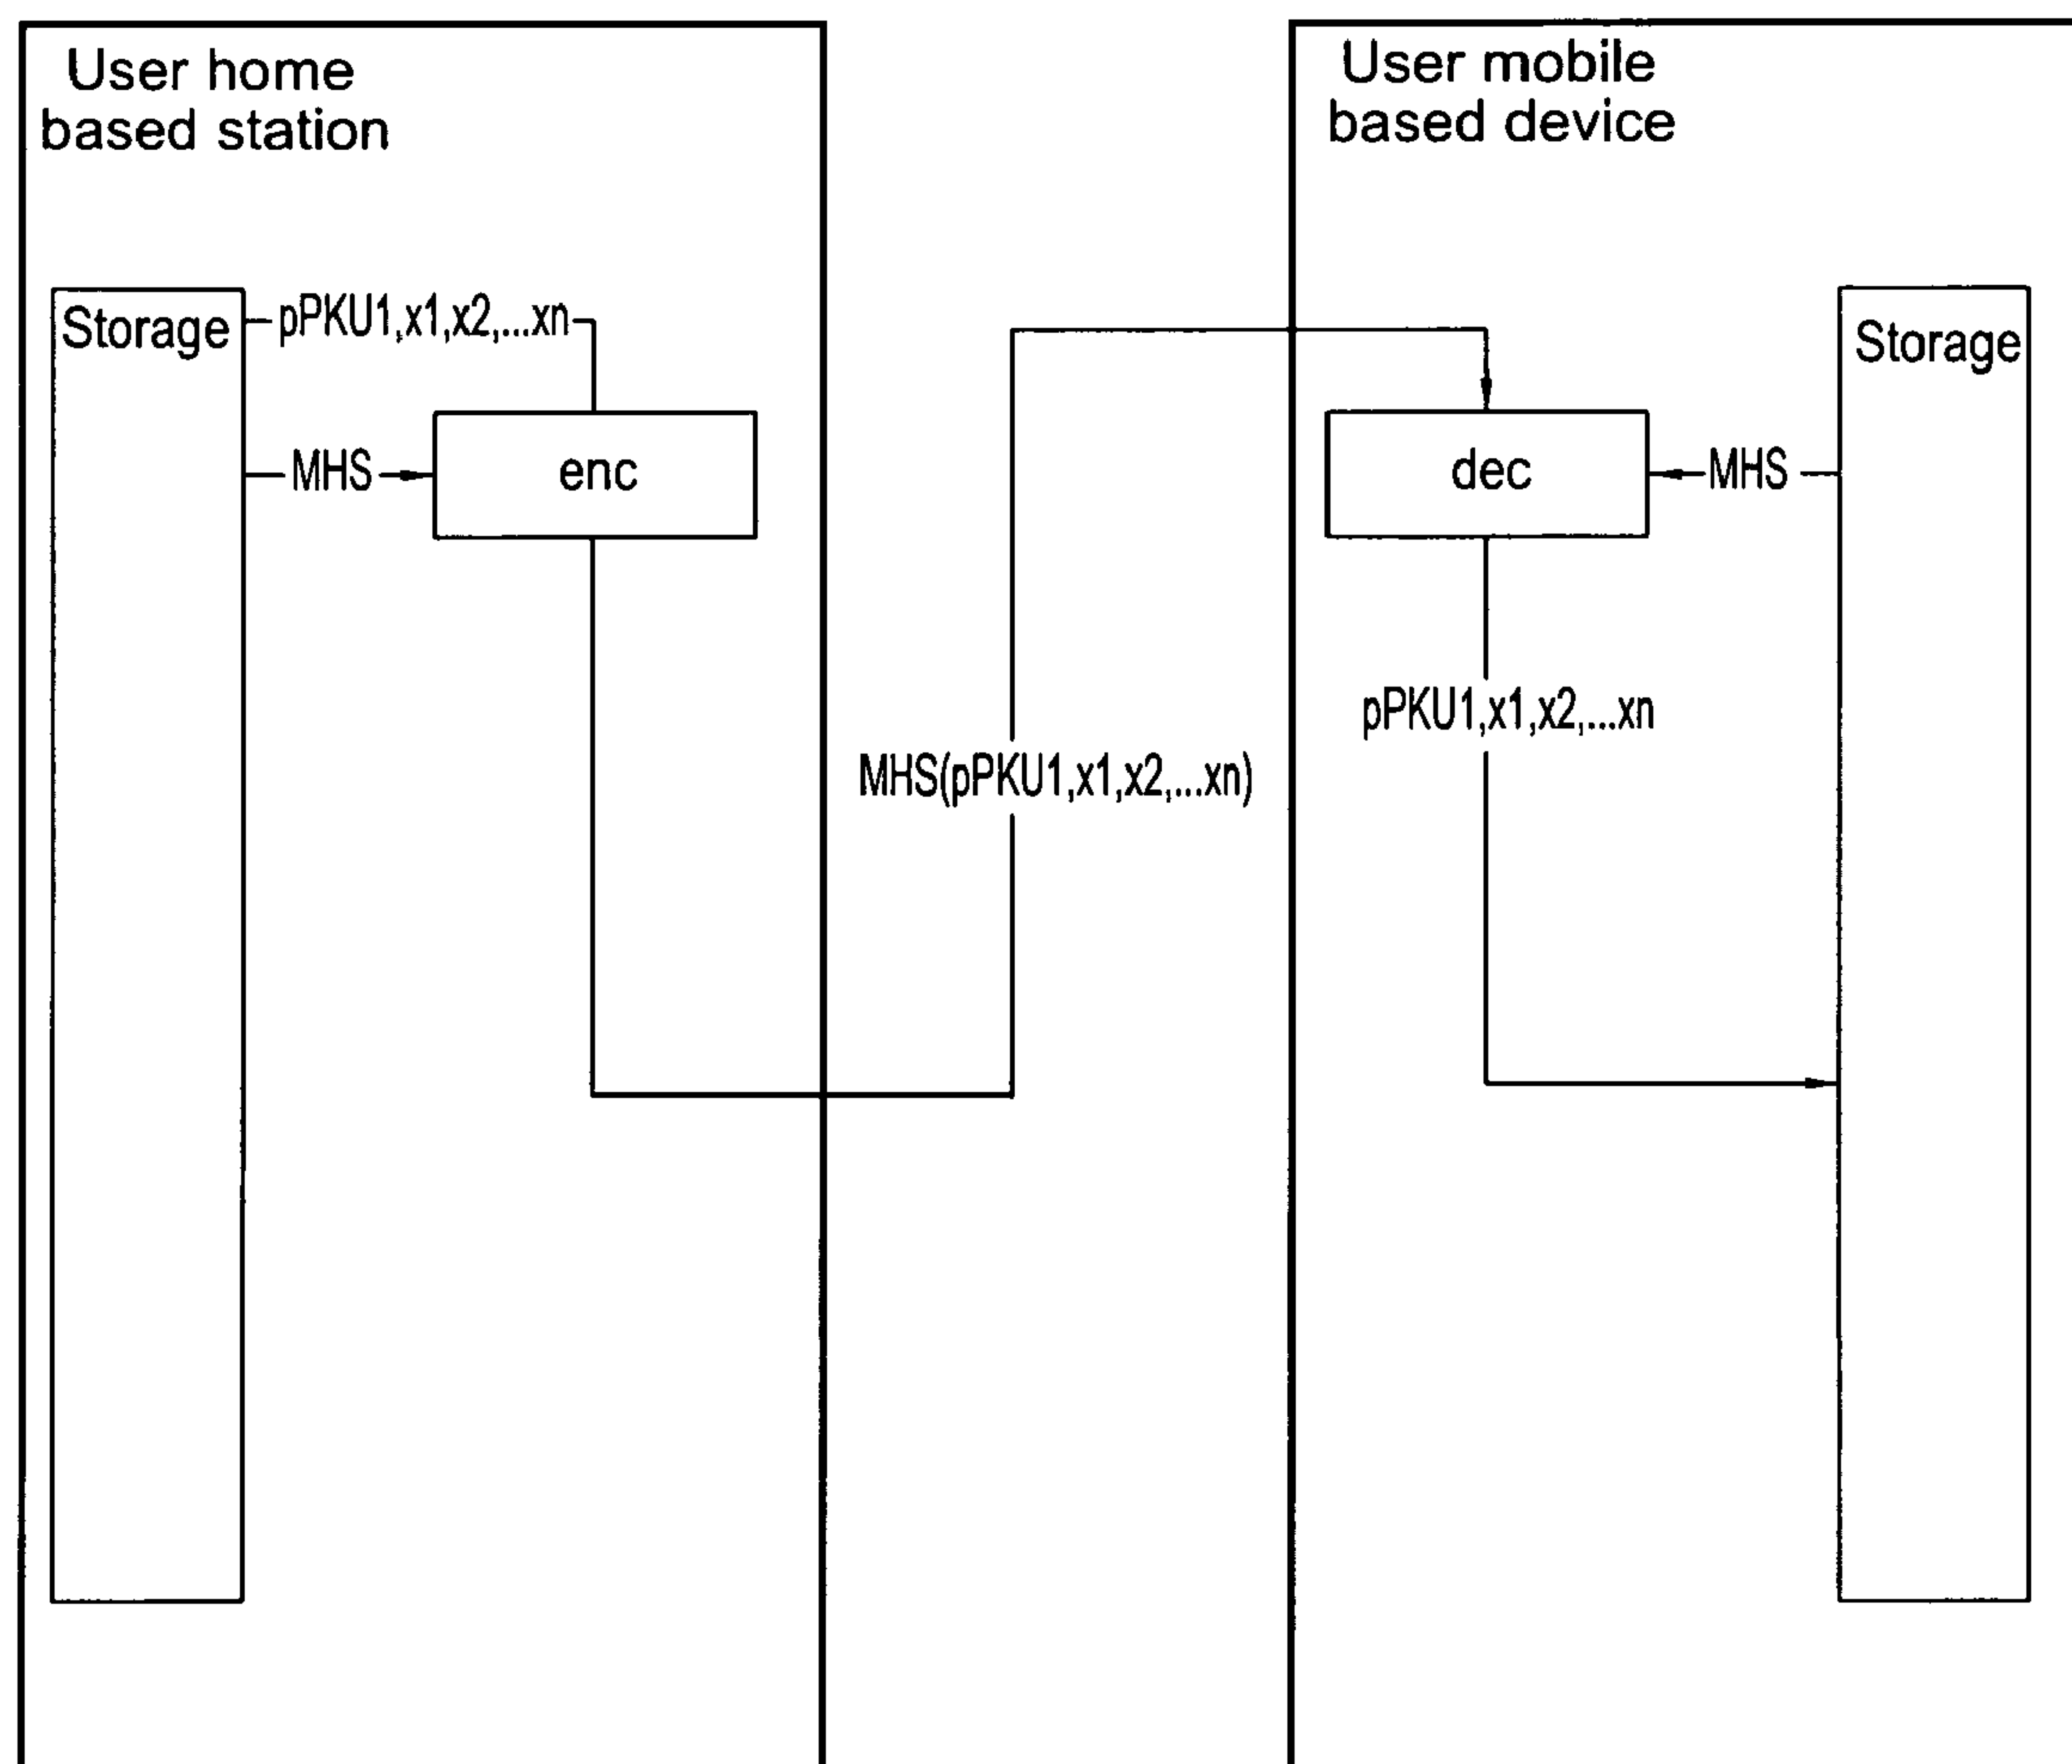 User home
based station
Storage
pPKU1,x1,x2,...xn
MHS
enc
MHS(pPKU1,x1,x2,...xn)
User mobile
based device
Storage
dec
MHS
pPKU1,x1,x2,...xn